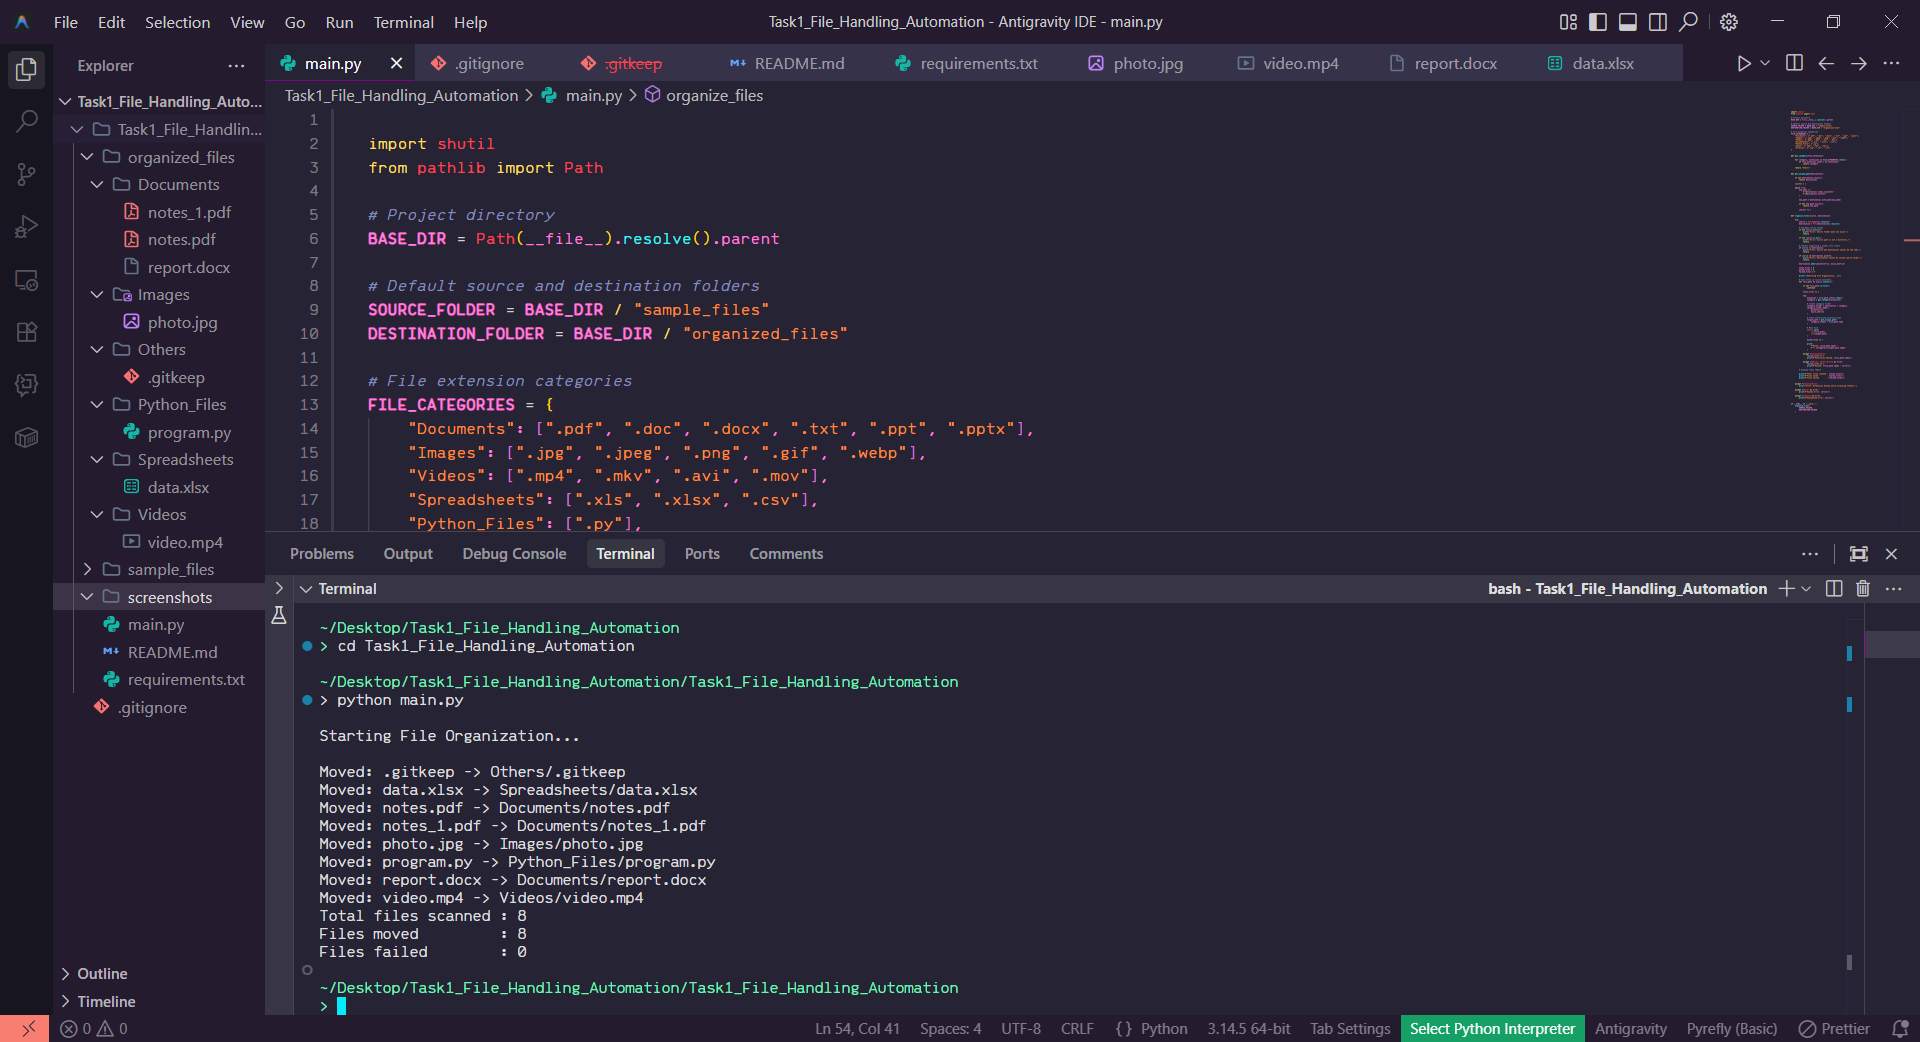 File Edit Selection View Go Run Terminal Help
Task1_File_Handling_Automation - Antigravity IDE - main.py
Explorer
Task1_File_Handling_Auto...
Task1_File_Handlin...
organized_files
Documents
notes_1.pdf
notes.pdf
report.docx
Images
photo.jpg
Others
.gitkeep
Python_Files
program.py
Spreadsheets
data.xlsx
Videos
video.mp4
sample_files
screenshots
main.py
README.md
requirements.txt
.gitignore
Outline
Timeline
main.py .gitignore .gitkeep README.md requirements.txt photo.jpg video.mp4 report.docx data.xlsx
Task1_File_Handling_Automation > main.py > organize_files
1
2 import shutil
3 from pathlib import Path
4
5 # Project directory
6 BASE_DIR = Path(__file__).resolve().parent
7
8 # Default source and destination folders
9 SOURCE_FOLDER = BASE_DIR / "sample_files"
10 DESTINATION_FOLDER = BASE_DIR / "organized_files"
11
12 # File extension categories
13 FILE_CATEGORIES = {
14 "Documents": [".pdf", ".doc", ".docx", ".txt", ".ppt", ".pptx"],
15 "Images": [".jpg", ".jpeg", ".png", ".gif", ".webp"],
16 "Videos": [".mp4", ".mkv", ".avi", ".mov"],
17 "Spreadsheets": [".xls", ".xlsx", ".csv"],
18 "Python_Files": [".py"],
Problems Output Debug Console Terminal Ports Comments
Terminal
bash - Task1_File_Handling_Automation
~/Desktop/Task1_File_Handling_Automation
> cd Task1_File_Handling_Automation
~/Desktop/Task1_File_Handling_Automation/Task1_File_Handling_Automation
> python main.py
Starting File Organization...
Moved: .gitkeep -> Others/.gitkeep
Moved: data.xlsx -> Spreadsheets/data.xlsx
Moved: notes.pdf -> Documents/notes.pdf
Moved: notes_1.pdf -> Documents/notes_1.pdf
Moved: photo.jpg -> Images/photo.jpg
Moved: program.py -> Python_Files/program.py
Moved: report.docx -> Documents/report.docx
Moved: video.mp4 -> Videos/video.mp4
Total files scanned : 8
Files moved : 8
Files failed : 0
~/Desktop/Task1_File_Handling_Automation/Task1_File_Handling_Automation
>
0 0
Ln 54, Col 41 Spaces: 4 UTF-8 CRLF {} Python 3.14.5 64-bit Tab Settings Select Python Interpreter Antigravity Pyrefly (Basic) Prettier